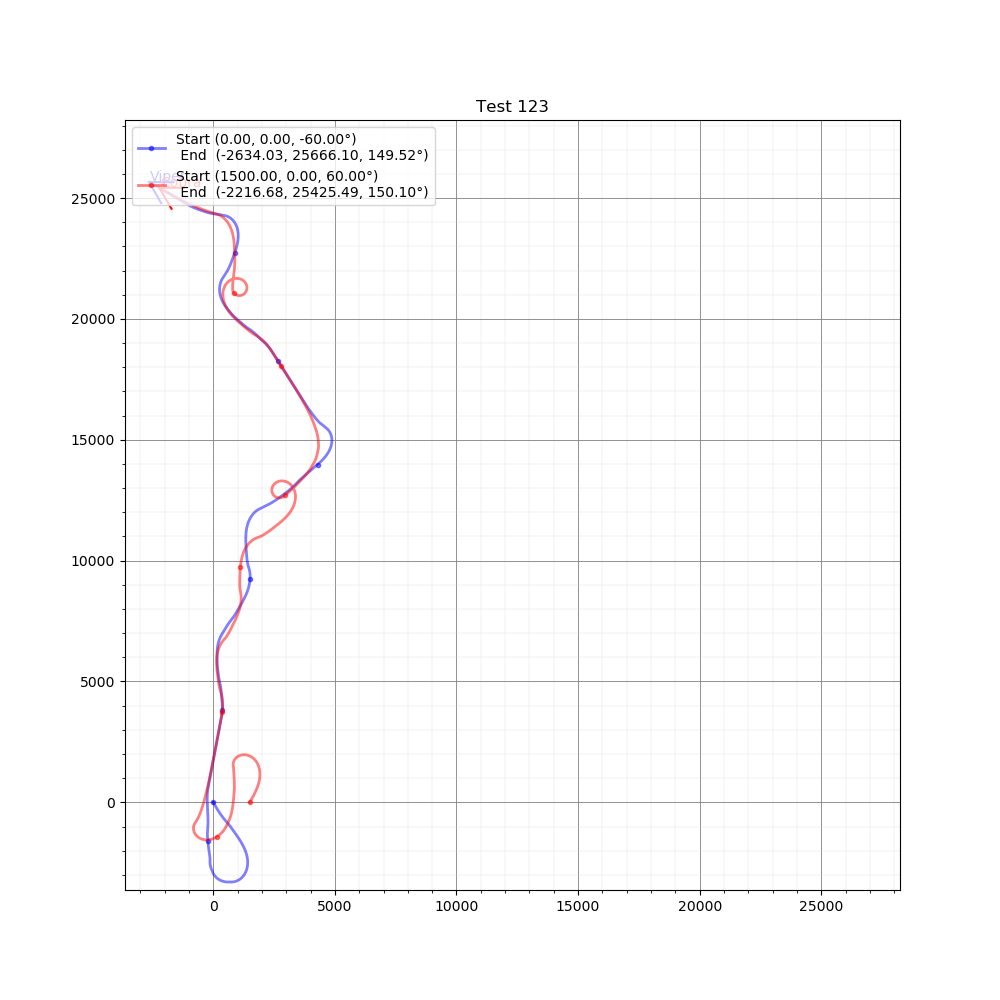 Test 123
Start (0.00, 0.00, -60.00°)
End (-2634.03, 25666.10, 149.52°)
Start (1500.00, 0.00, 60.00°)
End (-2216.68, 25425.49, 150.10°)
25000
20000
15000
10000
5000
0
0 5000 10000 15000 20000 25000